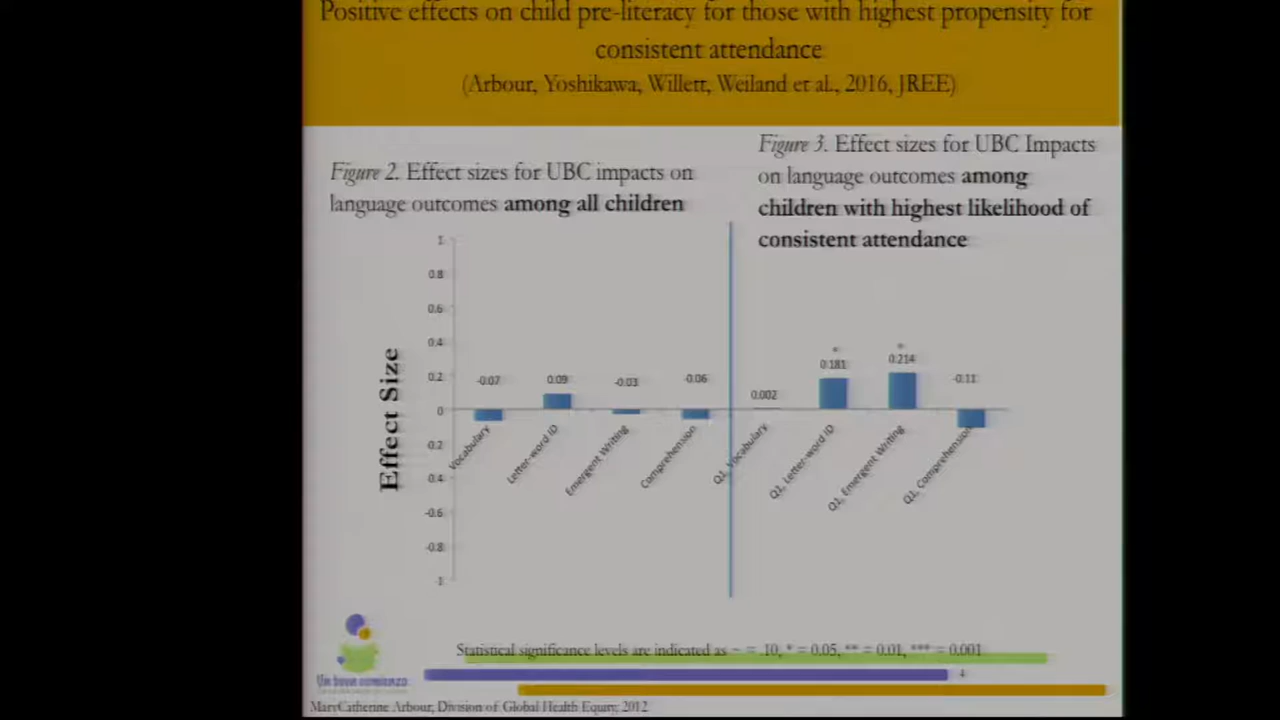 Positive effects on child pre-literacy for those with highest propensity for
consistent attendance
(Arbour, Yoshikawa, Willett, Weiland et al., 2016, JREE)
Figure 2. Effect sizes for UBC impacts on
language outcomes among all children
Figure 3. Effect sizes for UBC Impacts
on language outcomes among
children with highest likelihood of
consistent attendance
Effect Size
1
0.8
0.6
0.4
0.2
0
0.2
0.4
-0.6
-0.8
-1
-0.07
0.09
-0.03
-0.06
0.002
*
0.181
*
0.214
-0.11
Vocabulary
Letter-word ID
Emergent Writing
Comprehension
Q1, Vocabulary
Q1, Letter-word ID
Q1, Emergent Writing
Q1, Comprehension
Statistical significance levels are indicated as ~ = .10, * = 0.05, ** = 0.01, *** = 0.001
4
Un buen comienzo
MaryCatherine Arbour, Division of Global Health Equity, 2012